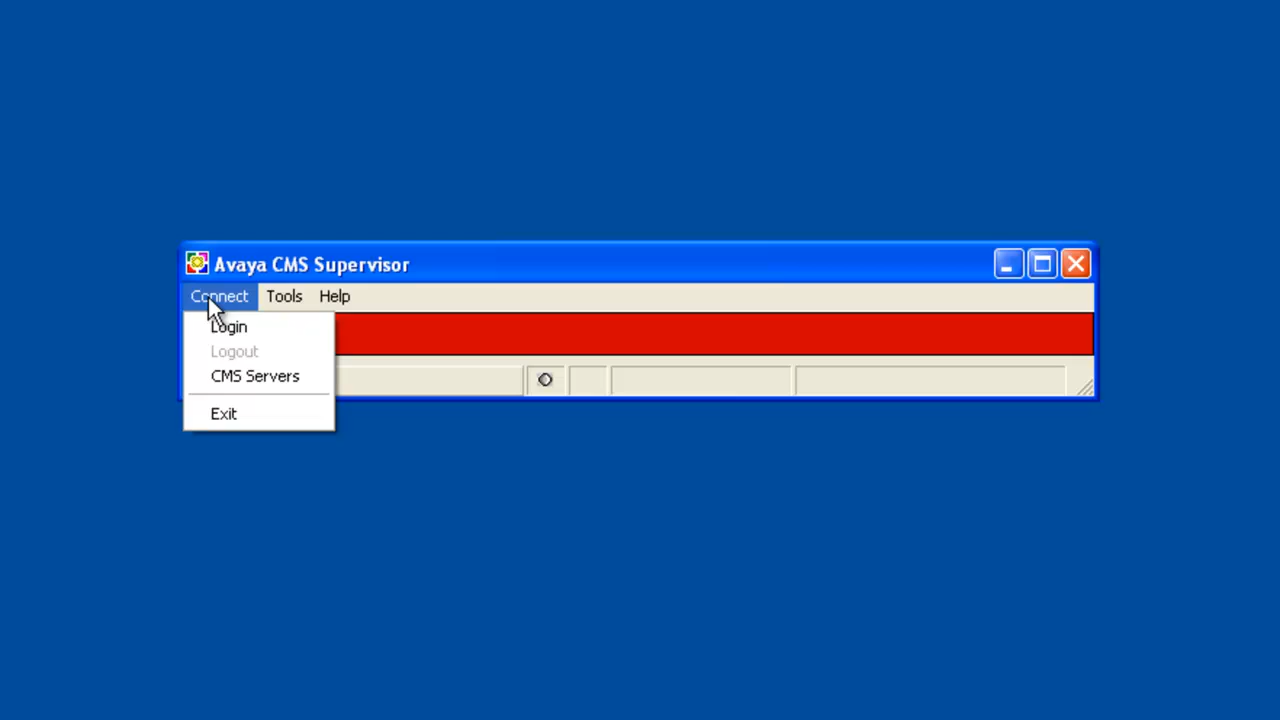 Avaya CMS Supervisor
Connect Tools Help
Login
Logout
CMS Servers
Exit